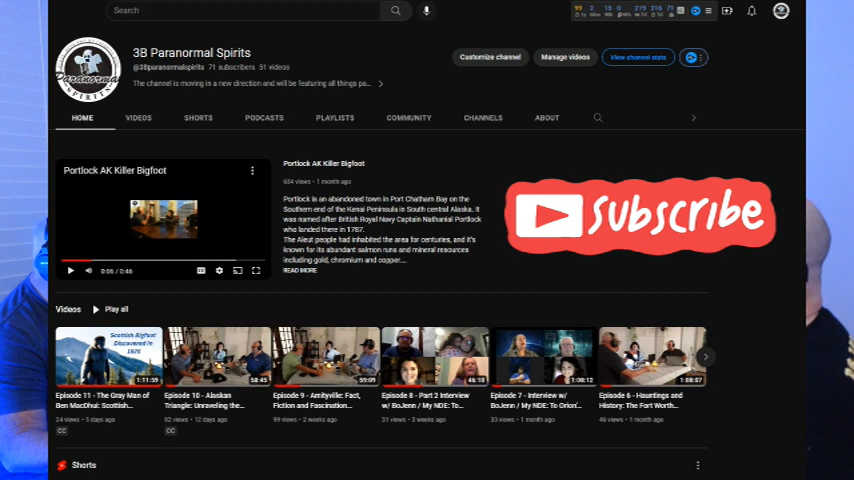 Search
3B Paranormal Spirits
@3bparanormalspirits 71 subscribers 51 videos
The channel is moving in a new direction and will be featuring all things pa...
Customize channel
Manage videos
View channel stats
Paranormal
SPIRITS
HOME
VIDEOS
SHORTS
PODCASTS
PLAYLISTS
COMMUNITY
CHANNELS
ABOUT
Portlock AK Killer Bigfoot
0:06 / 0:46
Portlock AK Killer Bigfoot
634 views • 1 month ago
Portlock is an abandoned town in Port Chatham Bay on the
Southern end of the Kenai Peninsula in South central Alaska. It
was named after British Royal Navy Captain Nathanial Portlock
who landed there in 1787.
The Aleut people had inhabited the area for centuries, and it's
known for its abundant salmon runs and mineral resources
including gold, chromium and copper....
READ MORE
Subscribe
Videos
Play all
Scottish Bigfoot
Discovered in
1925
1:11:59
58:45
59:09
46:18
1:08:12
1:08:07
Episode 11 - The Gray Man of
Ben MacDhui: Scottish...
24 views • 5 days ago
CC
Episode 10 - Alaskan
Triangle: Unraveling the...
82 views • 12 days ago
CC
Episode 9 - Amityville: Fact,
Fiction and Fascination...
99 views • 2 weeks ago
Episode 8 - Part 2 Interview
w/ BoJenn / My NDE: To...
31 views • 3 weeks ago
Episode 7 - Interview w/
BoJenn / My NDE: To Orion'...
33 views • 1 month ago
Episode 6 - Hauntings and
History: The Fort Worth...
46 views • 1 month ago
Shorts